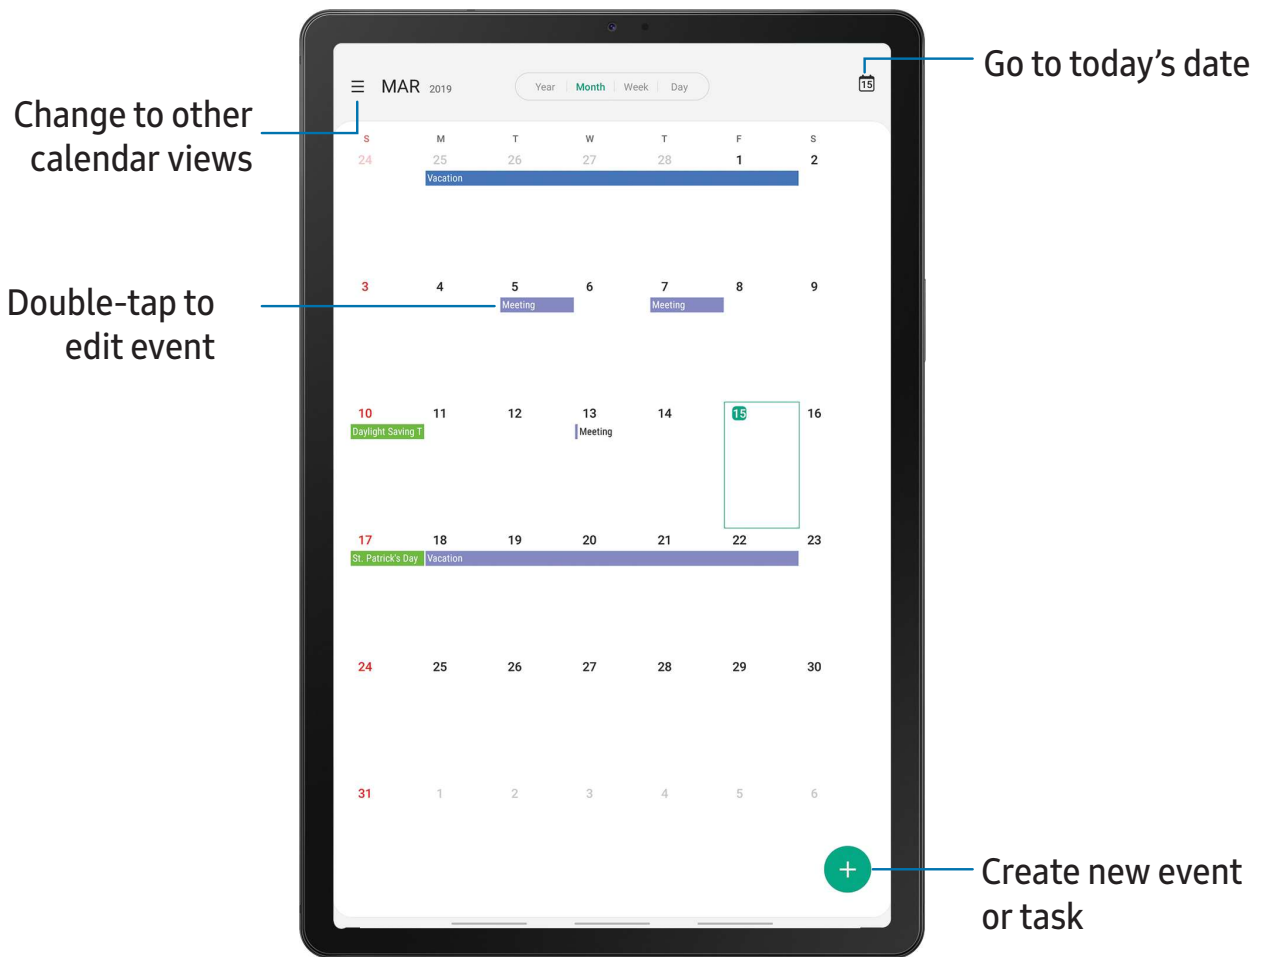 Go to today’s date
15
MAR 2019
Year Month Week Day
Change to other
calendar views
S M T W T F S
24 25 26 27 28 1 2
Vacation
3 4 5 6 7 8 9
Meeting Meeting
Double-tap to
edit event
10 11 12 13 14 15 16
Daylight Saving T Meeting
17 18 19 20 21 22 23
St. Patrick's Day Vacation
24 25 26 27 28 29 30
31 1 2 3 4 5 6
Create new event
or task